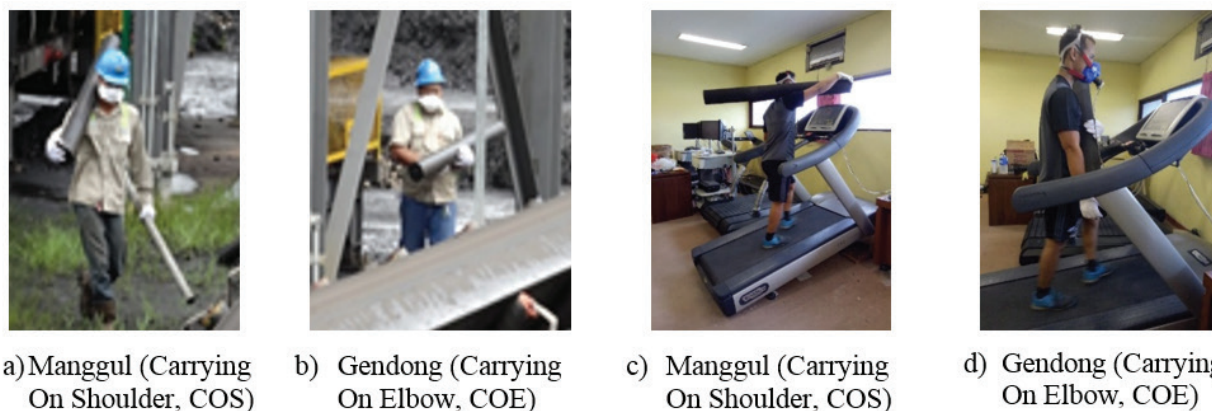 a) Manggul (Carrying
On Shoulder, COS)
b) Gendong (Carrying
On Elbow, COE)
c) Manggul (Carrying
On Shoulder, COS)
d) Gendong (Carrying
On Elbow, COE)